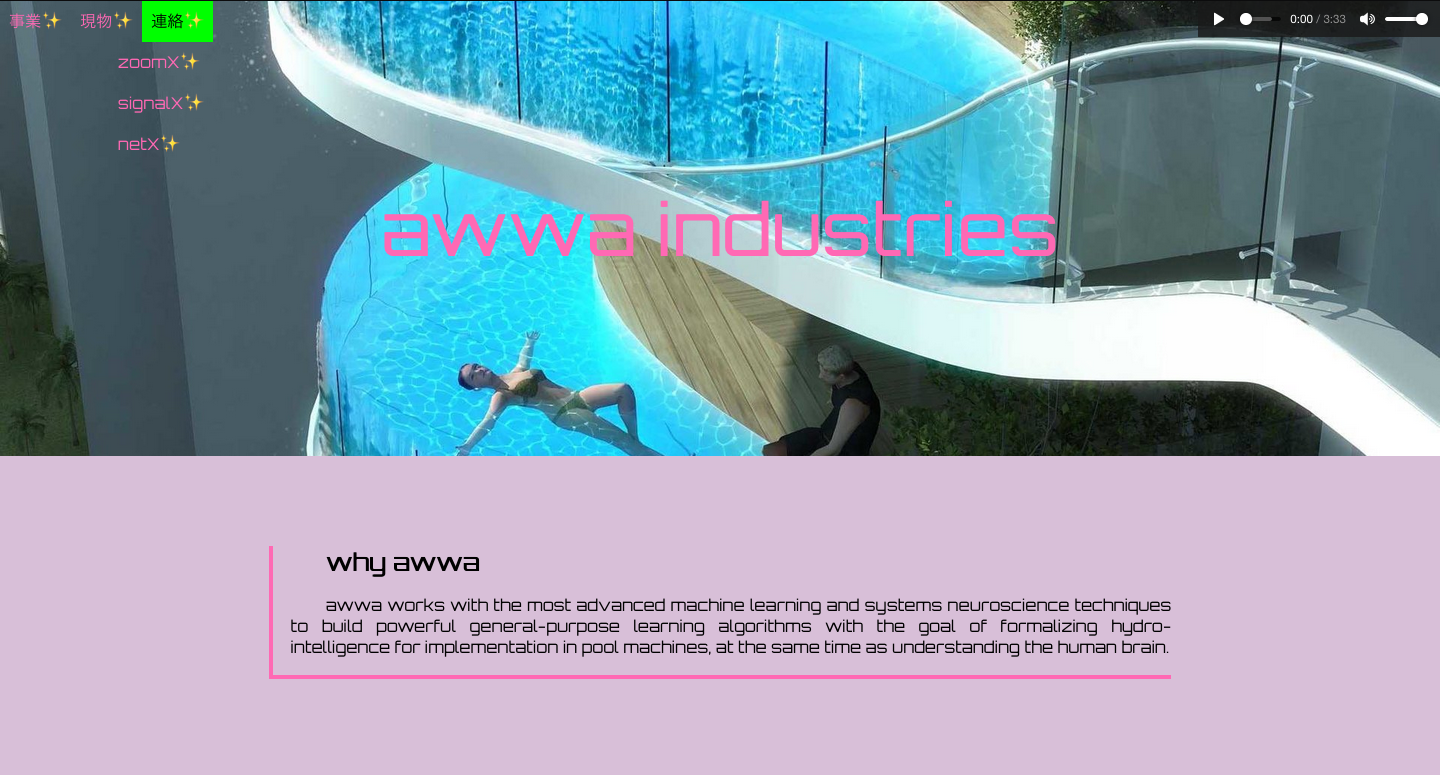 事業✨ 現物✨ 連絡✨
0:00 / 3:33
zoomX✨
signalX✨
netX✨
awwa industries
why awwa
awwa works with the most advanced machine learning and systems neuroscience techniques
to build powerful general-purpose learning algorithms with the goal of formalizing hydro-
intelligence for implementation in pool machines, at the same time as understanding the human brain.